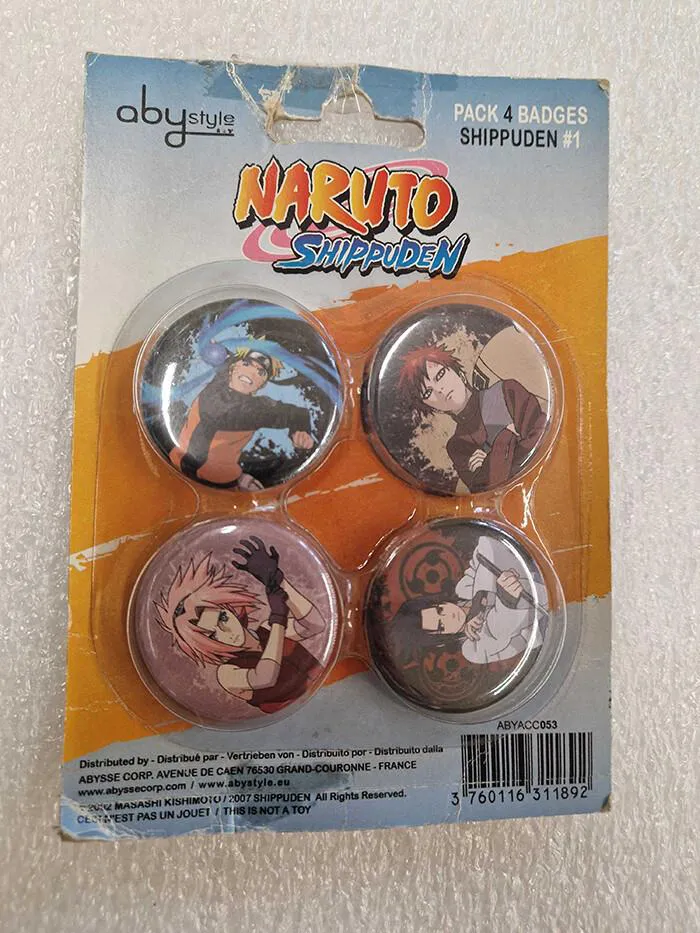 abystyle
PACK 4 BADGES
SHIPPUDEN #1
NARUTO
SHIPPUDEN
ABYACC053
Distributed by - Distribué par - Vertrieben von - Distribuito por - Distribuito dalla
ABYSSE CORP. AVENUE DE CAEN 76530 GRAND-COURONNE - FRANCE
www.abyssecorp.com / www.abystyle.eu
© 2002 MASASHI KISHIMOTO / 2007 SHIPPUDEN All Rights Reserved.
CECI N'EST PAS UN JOUET / THIS IS NOT A TOY
3 760116 311892